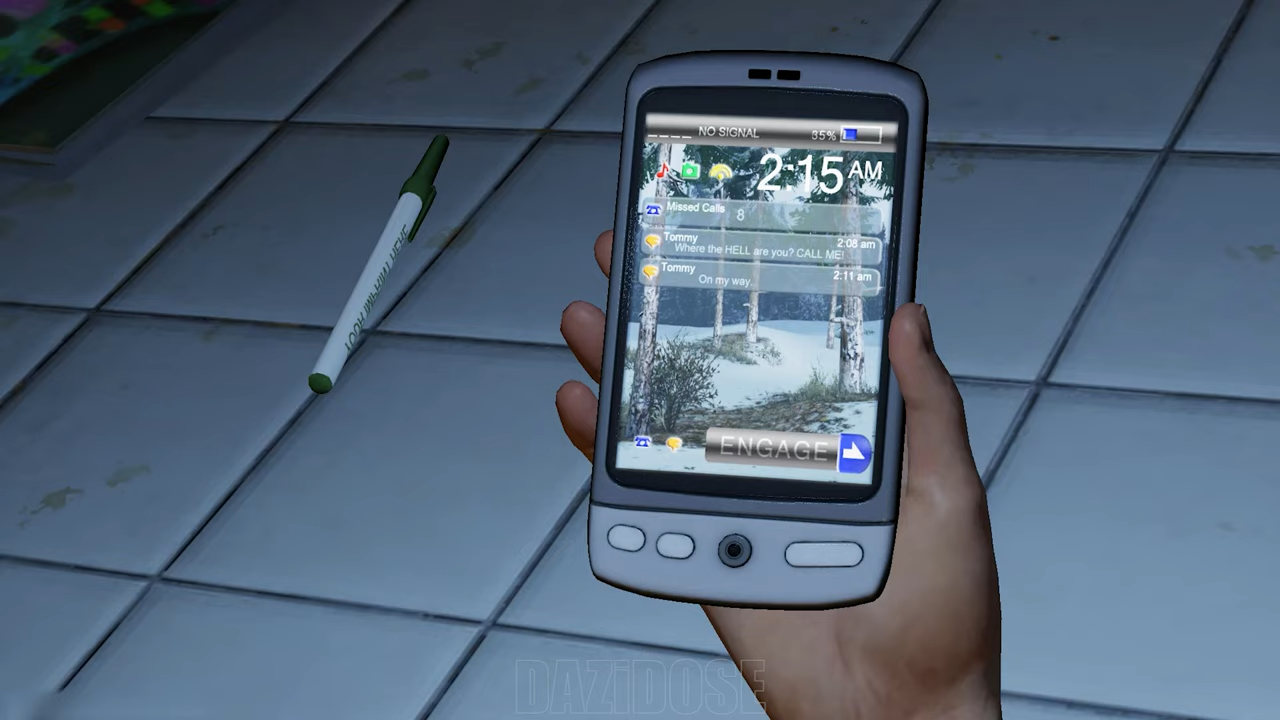 NO SIGNAL 35%
2:15 AM
Missed Calls 8
Tommy 2:08 am
Where the HELL are you? CALL ME!
Tommy 2:11 am
On my way.
ENGAGE
DAZiDOSE